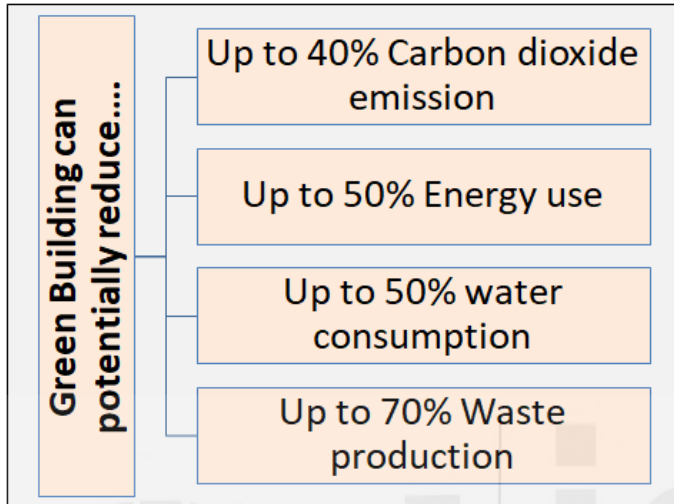 Green Building can
potentially reduce....
Up to 40% Carbon dioxide
emission
Up to 50% Energy use
Up to 50% water
consumption
Up to 70% Waste
production